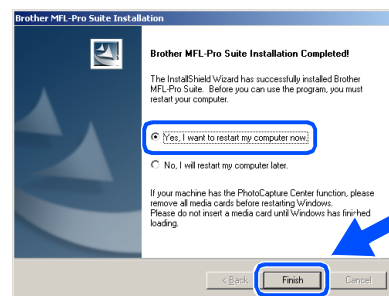 Brother MFL-Pro Suite Installation
Brother MFL-Pro Suite Installation Completed!
The InstallShield Wizard has successfully installed Brother
MFL-Pro Suite. Before you can use the program, you must
restart your computer.
Yes, I want to restart my computer now.
No, I will restart my computer later.
If your machine has the PhotoCapture Center function, please
remove all media cards before restarting Windows.
Please do not insert a media card until Windows has finished
loading.
< Back
Finish
Cancel